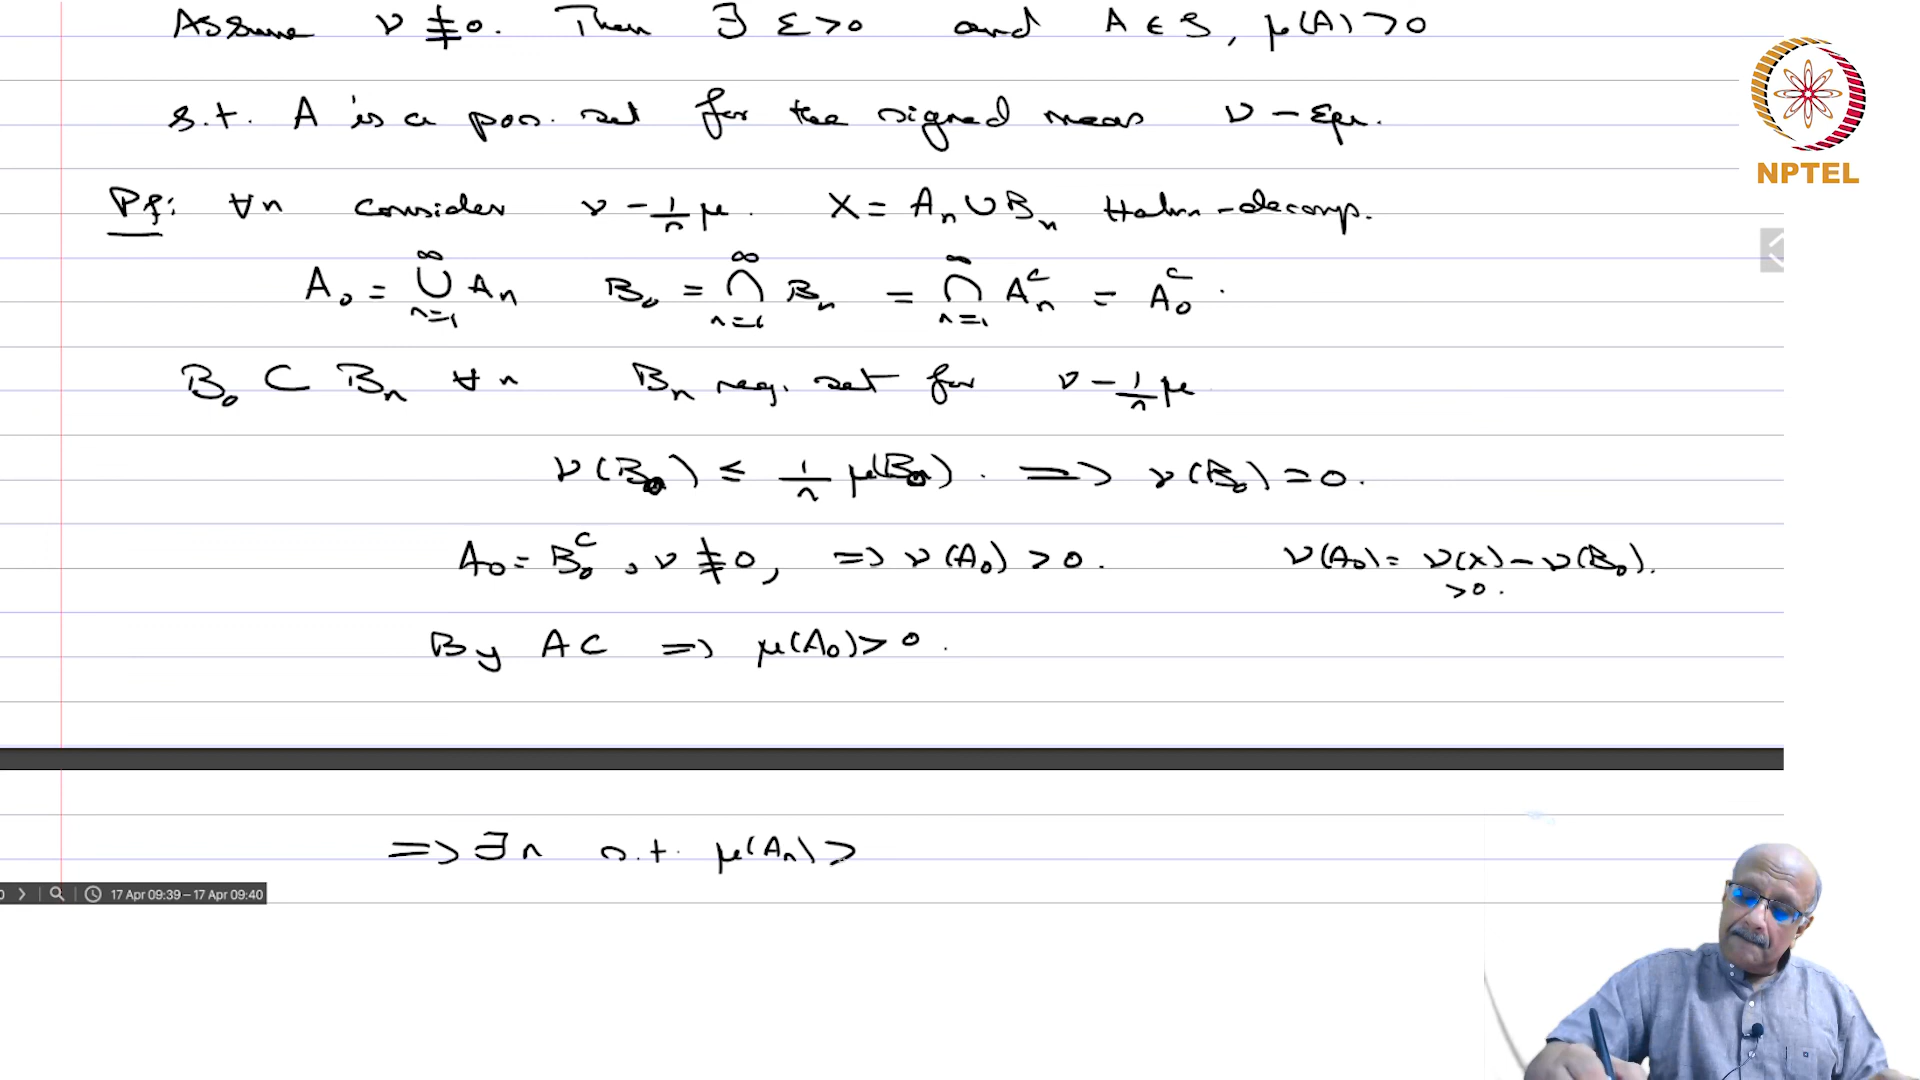 Assume ν ≢ 0. Then ∃ ε>0 and A ∈ S, μ(A) > 0
s.t. A is a pos. set for the signed meas ν - εμ.
Pf: ∀n consider ν - 1/n μ. X = Aₙ ∪ Bₙ Hahn-decomp.
A₀ = ∞ ∪ n=1 Aₙ B₀ = ∞ ∩ n=1 Bₙ = ∞ ∩ n=1 Aₙᶜ = A₀ᶜ.
B₀ ⊂ Bₙ ∀ n Bₙ neg. set for ν - 1/n μ
ν(B₀) ≤ 1/n μ(B₀). ⟹ ν(B₀) = 0.
A₀ = B₀ᶜ, ν ≢ 0, ⟹ ν(A₀) > 0. ν(A₀) = ν(X) - ν(B₀).
>0.
By AC ⟹ μ(A₀) > 0.
⟹ ∃ n s.t. μ(Aₙ) >
NPTEL
17 Apr 09:39 – 17 Apr 09:40